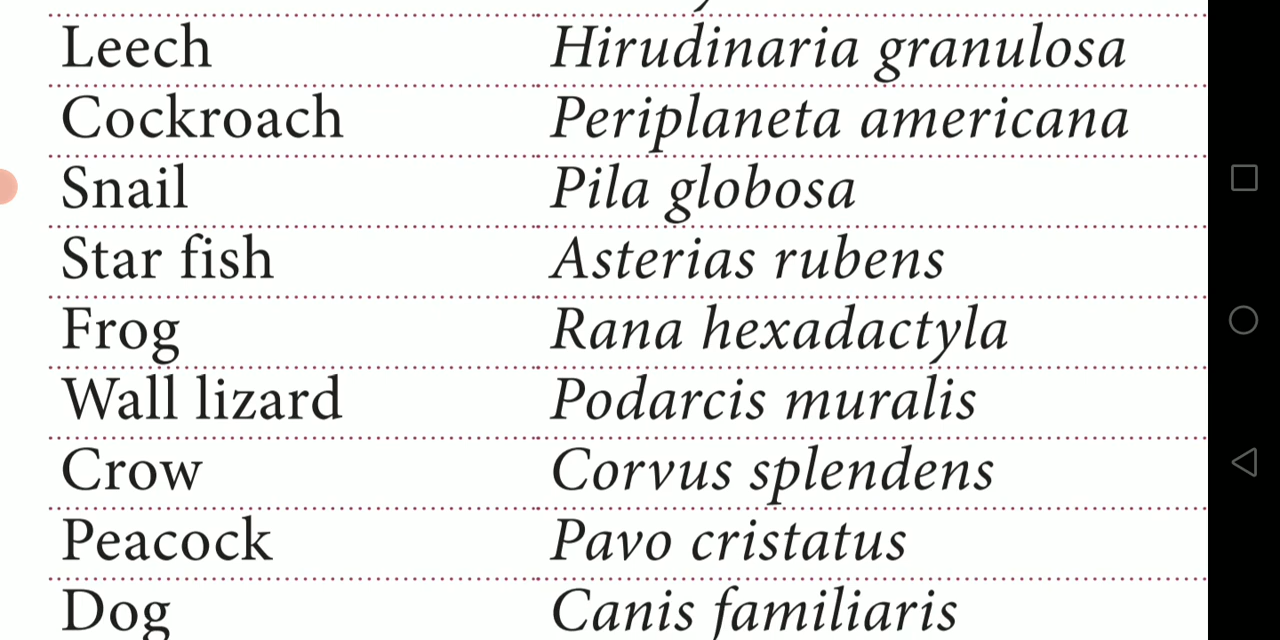 Leech Hirudinaria granulosa
Cockroach Periplaneta americana
Snail Pila globosa
Star fish Asterias rubens
Frog Rana hexadactyla
Wall lizard Podarcis muralis
Crow Corvus splendens
Peacock Pavo cristatus
Dog Canis familiaris